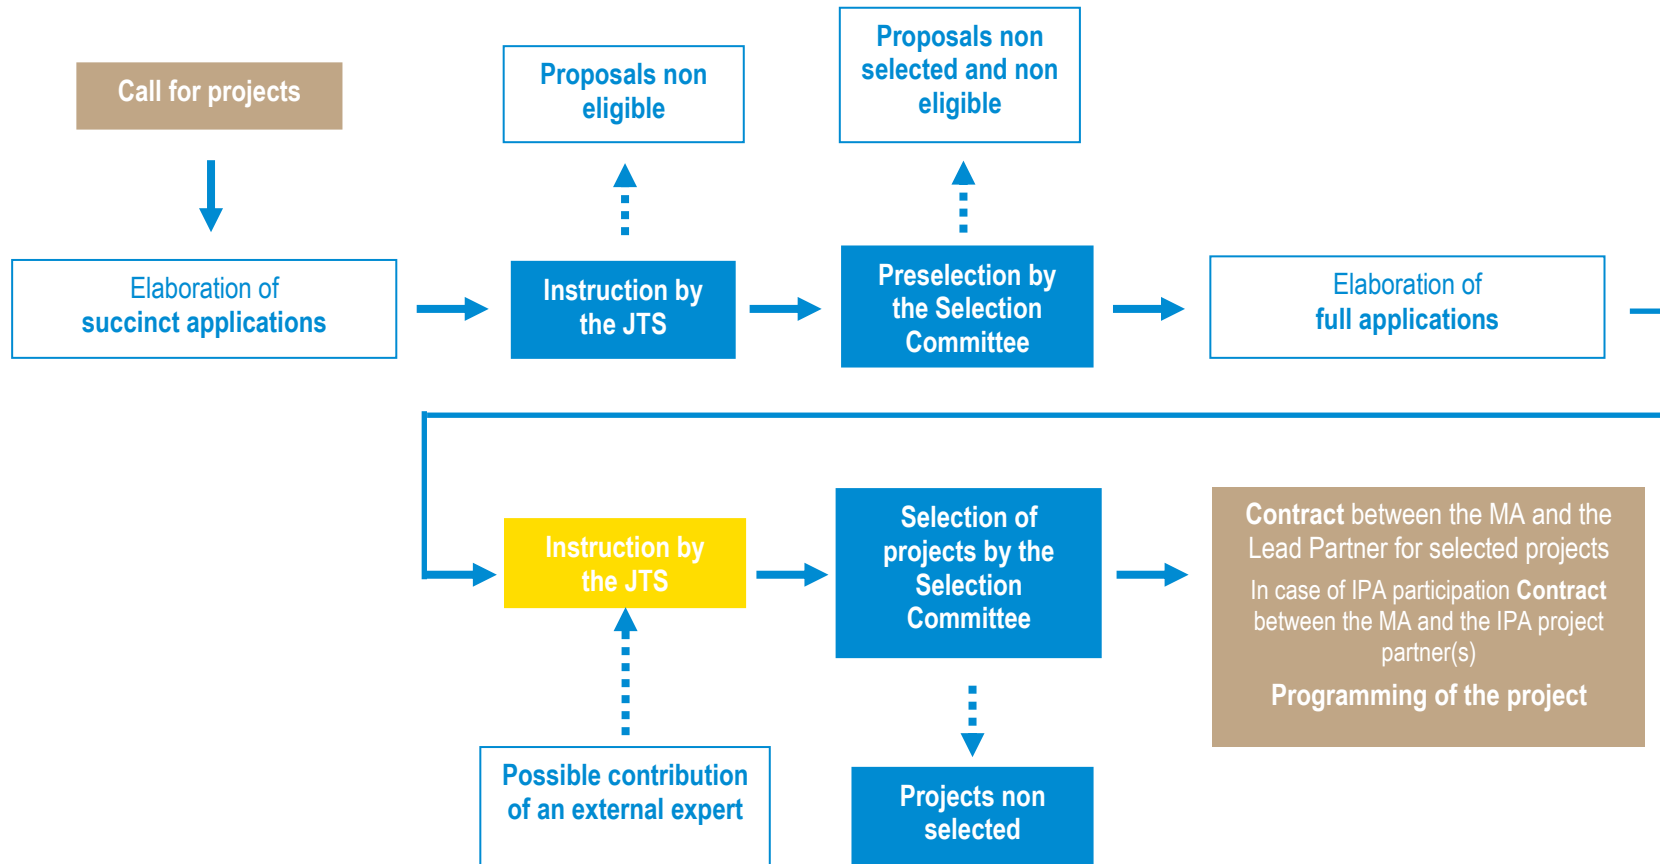 Call for projects
Proposals non
eligible
Proposals non
selected and non
eligible
Elaboration of
succinct applications
Instruction by
the JTS
Preselection by
the Selection
Committee
Elaboration of
full applications
Instruction by
the JTS
Selection of
projects by the
Selection
Committee
Contract between the MA and the
Lead Partner for selected projects
In case of IPA participation Contract
between the MA and the IPA project
partner(s)
Programming of the project
Possible contribution
of an external expert
Projects non
selected